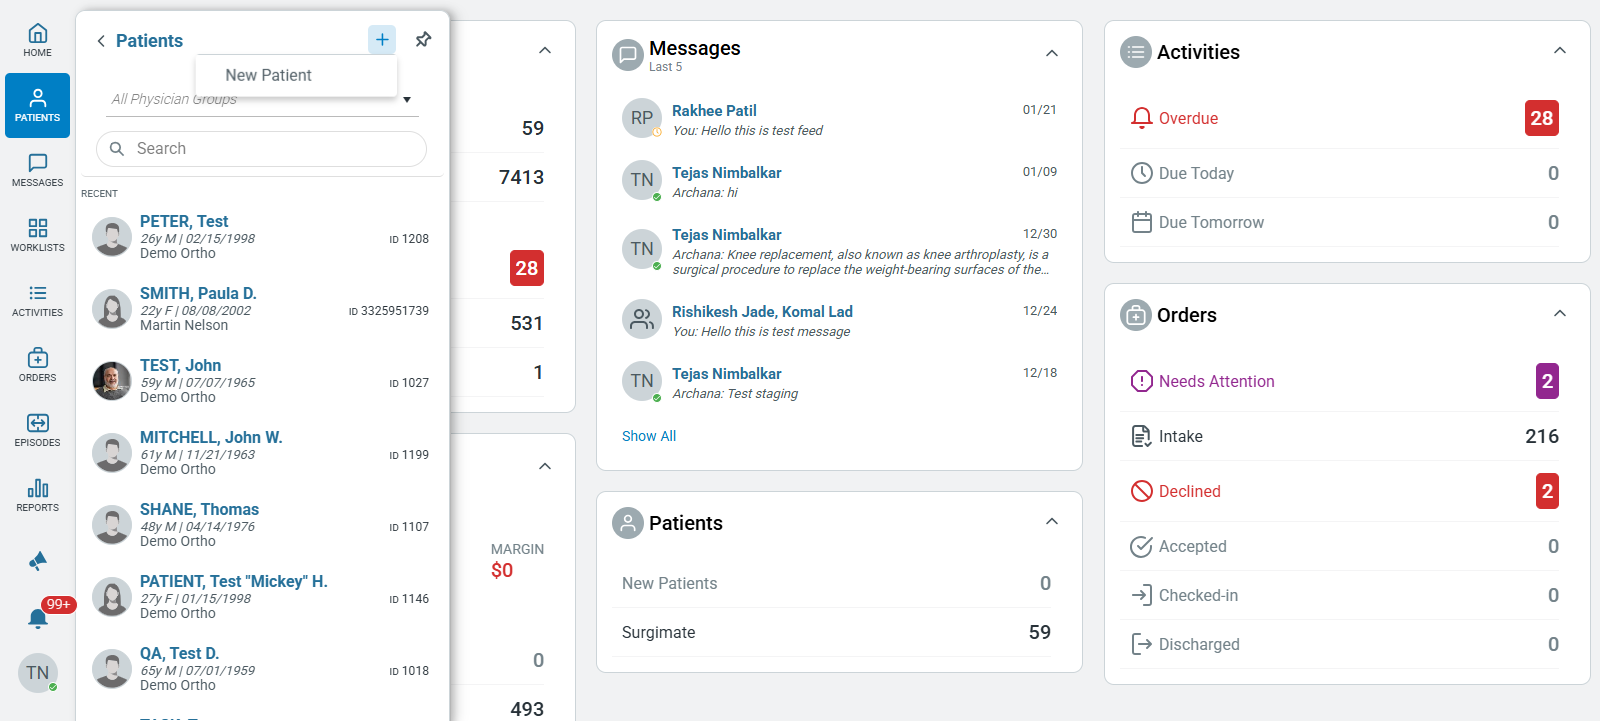 HOME
PATIENTS
MESSAGES
WORKLISTS
ACTIVITIES
ORDERS
EPISODES
REPORTS
99+
TN
Patients
New Patient
All Physician Groups
Search
RECENT
PETER, Test
26y M | 02/15/1998
ID 1208
Demo Ortho
SMITH, Paula D.
22y F | 08/08/2002
ID 3325951739
Martin Nelson
TEST, John
59y M | 07/07/1965
ID 1027
Demo Ortho
MITCHELL, John W.
61y M | 11/21/1963
ID 1199
Demo Ortho
SHANE, Thomas
48y M | 04/14/1976
ID 1107
Demo Ortho
PATIENT, Test "Mickey" H.
27y F | 01/15/1998
ID 1146
Demo Ortho
QA, Test D.
65y M | 07/01/1959
ID 1018
Demo Ortho
59
7413
28
531
1
MARGIN
$0
0
493
Messages
Last 5
RP
Rakhee Patil
01/21
You: Hello this is test feed
TN
Tejas Nimbalkar
01/09
Archana: hi
TN
Tejas Nimbalkar
12/30
Archana: Knee replacement, also known as knee arthroplasty, is a
surgical procedure to replace the weight-bearing surfaces of the...
Rishikesh Jade, Komal Lad
12/24
You: Hello this is test message
TN
Tejas Nimbalkar
12/18
Archana: Test staging
Show All
Patients
New Patients 0
Surgimate 59
Activities
Overdue 28
Due Today 0
Due Tomorrow 0
Orders
Needs Attention 2
Intake 216
Declined 2
Accepted 0
Checked-in 0
Discharged 0